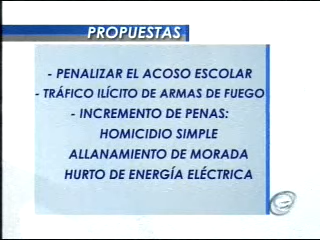 PROPUESTAS
- PENALIZAR EL ACOSO ESCOLAR
- TRÁFICO ILÍCITO DE ARMAS DE FUEGO
- INCREMENTO DE PENAS:
HOMICIDIO SIMPLE
ALLANAMIENTO DE MORADA
HURTO DE ENERGÍA ELÉCTRICA